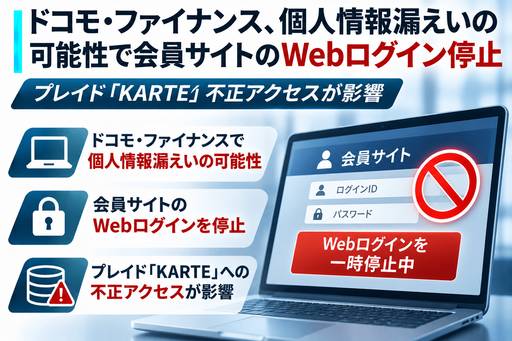 ドコモ・ファイナンス、個人情報漏えいの
可能性で会員サイトのWebログイン停止
プレイド「KARTE」不正アクセスが影響
ドコモ・ファイナンスで
個人情報漏えいの可能性
会員サイトの
Webログインを停止
プレイド「KARTE」への
不正アクセスが影響
会員サイト
ログインID
パスワード
Webログインを
一時停止中